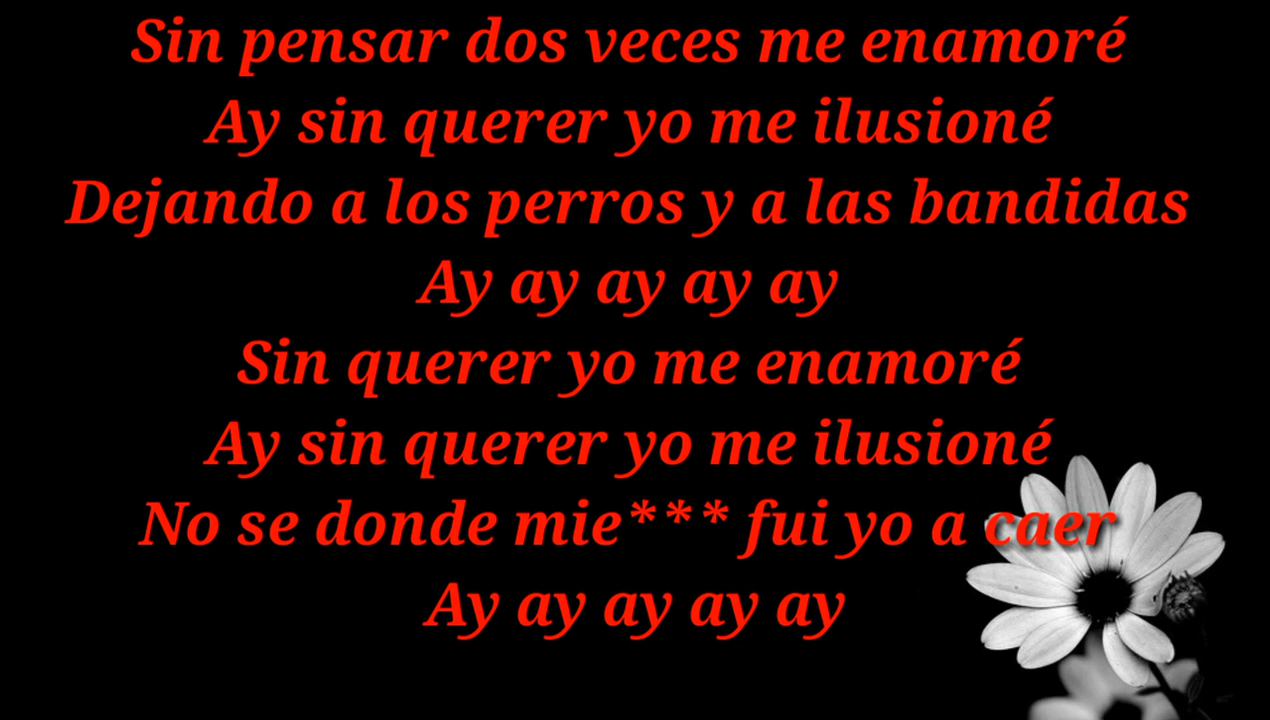 Sin pensar dos veces me enamoré
Ay sin querer yo me ilusioné
Dejando a los perros y a las bandidas
Ay ay ay ay ay
Sin querer yo me enamoré
Ay sin querer yo me ilusioné
No se donde mie*** fui yo a caer
Ay ay ay ay ay